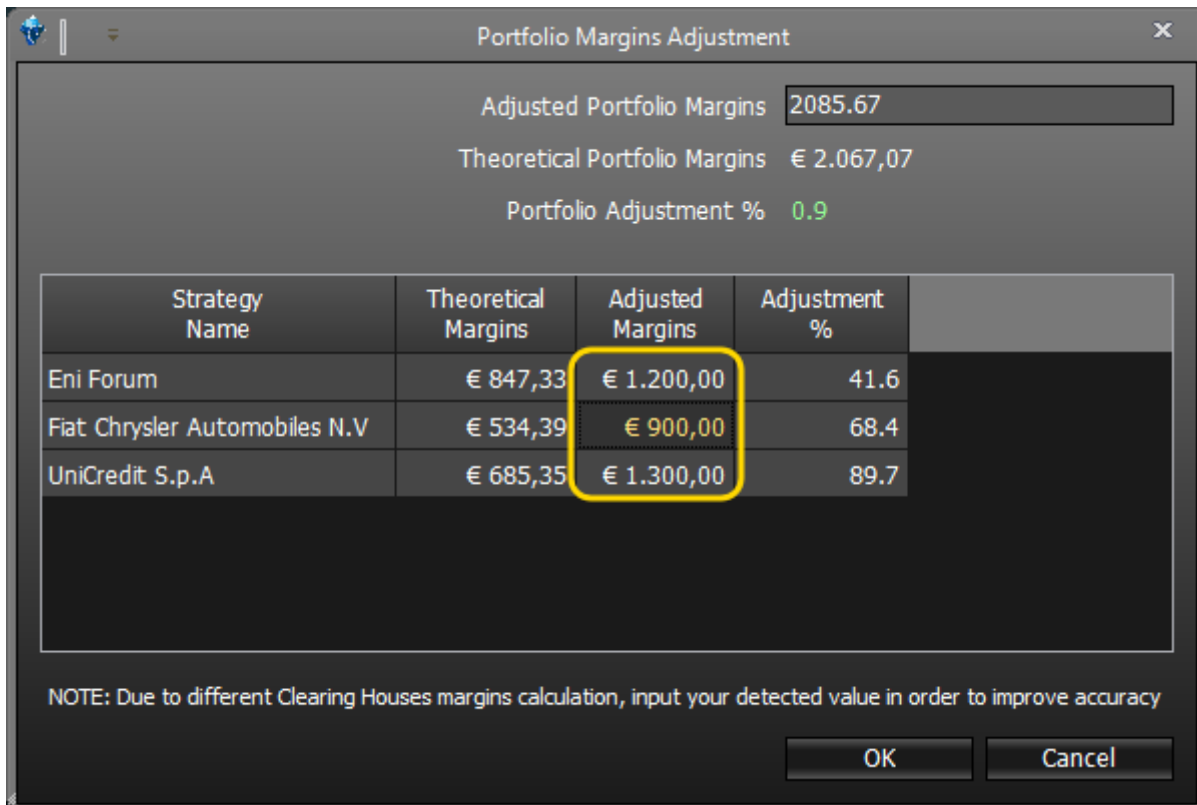 Portfolio Margins Adjustment
Adjusted Portfolio Margins 2085.67
Theoretical Portfolio Margins € 2.067,07
Portfolio Adjustment % 0.9
Strategy Name Theoretical Margins Adjusted Margins Adjustment %
Eni Forum € 847,33 € 1.200,00 41.6
Fiat Chrysler Automobiles N.V € 534,39 € 900,00 68.4
UniCredit S.p.A € 685,35 € 1.300,00 89.7
NOTE: Due to different Clearing Houses margins calculation, input your detected value in order to improve accuracy
OK Cancel